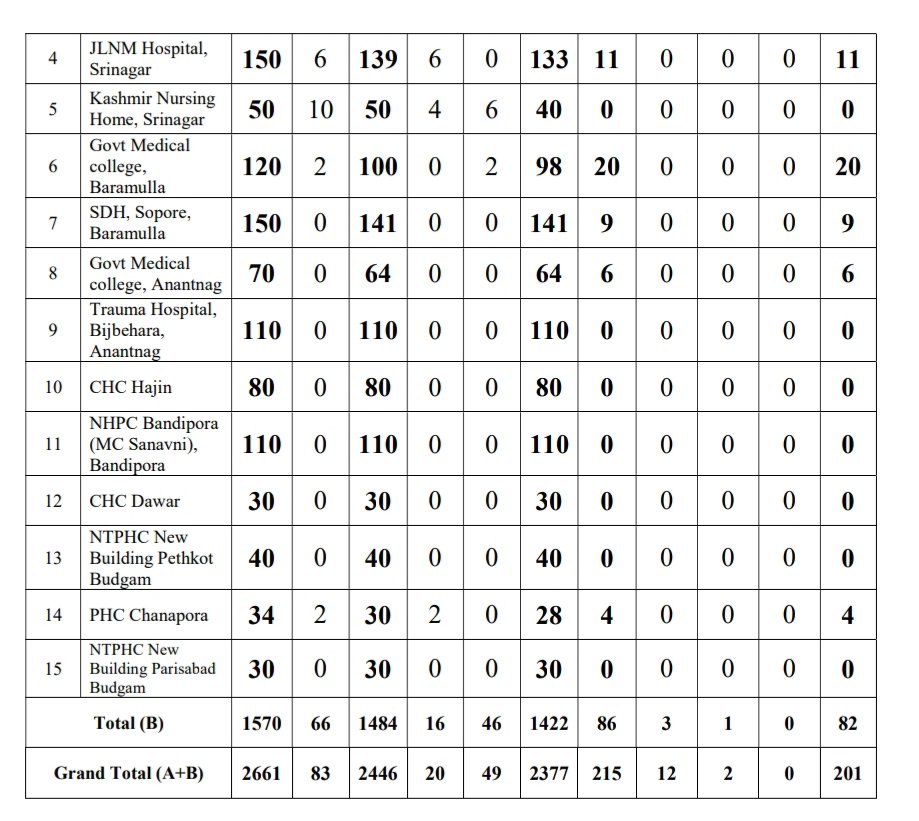 4 JLNM Hospital, Srinagar 150 6 139 6 0 133 11 0 0 0 11
5 Kashmir Nursing Home, Srinagar 50 10 50 4 6 40 0 0 0 0 0
6 Govt Medical college, Baramulla 120 2 100 0 2 98 20 0 0 0 20
7 SDH, Sopore, Baramulla 150 0 141 0 0 141 9 0 0 0 9
8 Govt Medical college, Anantnag 70 0 64 0 0 64 6 0 0 0 6
9 Trauma Hospital, Bijbehara, Anantnag 110 0 110 0 0 110 0 0 0 0 0
10 CHC Hajin 80 0 80 0 0 80 0 0 0 0 0
11 NHPC Bandipora (MC Sanavni), Bandipora 110 0 110 0 0 110 0 0 0 0 0
12 CHC Dawar 30 0 30 0 0 30 0 0 0 0 0
13 NTPHC New Building Pethkot Budgam 40 0 40 0 0 40 0 0 0 0 0
14 PHC Chanapora 34 2 30 2 0 28 4 0 0 0 4
15 NTPHC New Building Parisabad Budgam 30 0 30 0 0 30 0 0 0 0 0
Total (B) 1570 66 1484 16 46 1422 86 3 1 0 82
Grand Total (A+B) 2661 83 2446 20 49 2377 215 12 2 0 201